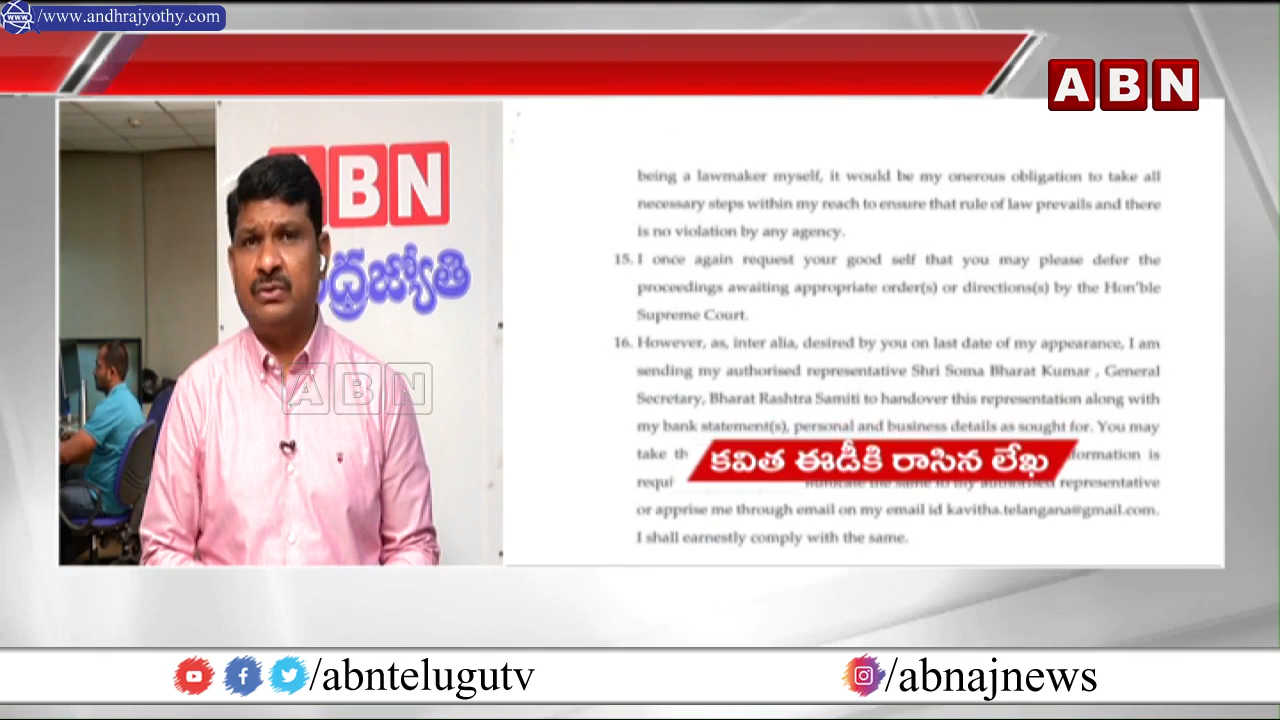 www./www.andhrajyothy.com
ABN
ABN
ధ్రజ్యోతి
ABN
being a lawmaker myself, it would be my onerous obligation to take all
necessary steps within my reach to ensure that rule of law prevails and there
is no violation by any agency.
15. I once again request your good self that you may please defer the
proceedings awaiting appropriate order(s) or directions(s) by the Hon'ble
Supreme Court.
16. However, as, inter alia, desired by you on last date of my appearance, I am
sending my authorised representative Shri Soma Bharat Kumar , General
Secretary, Bharat Rashtra Samiti to handover this representation along with
my bank statement(s), personal and business details as sought for. You may
take th ormation is
requi representative
or apprise me through email on my email id kavitha.telangana@gmail.com.
I shall earnestly comply with the same.
కవిత ఈడీకి రాసిన లేఖ
/abntelugutv
/abnajnews